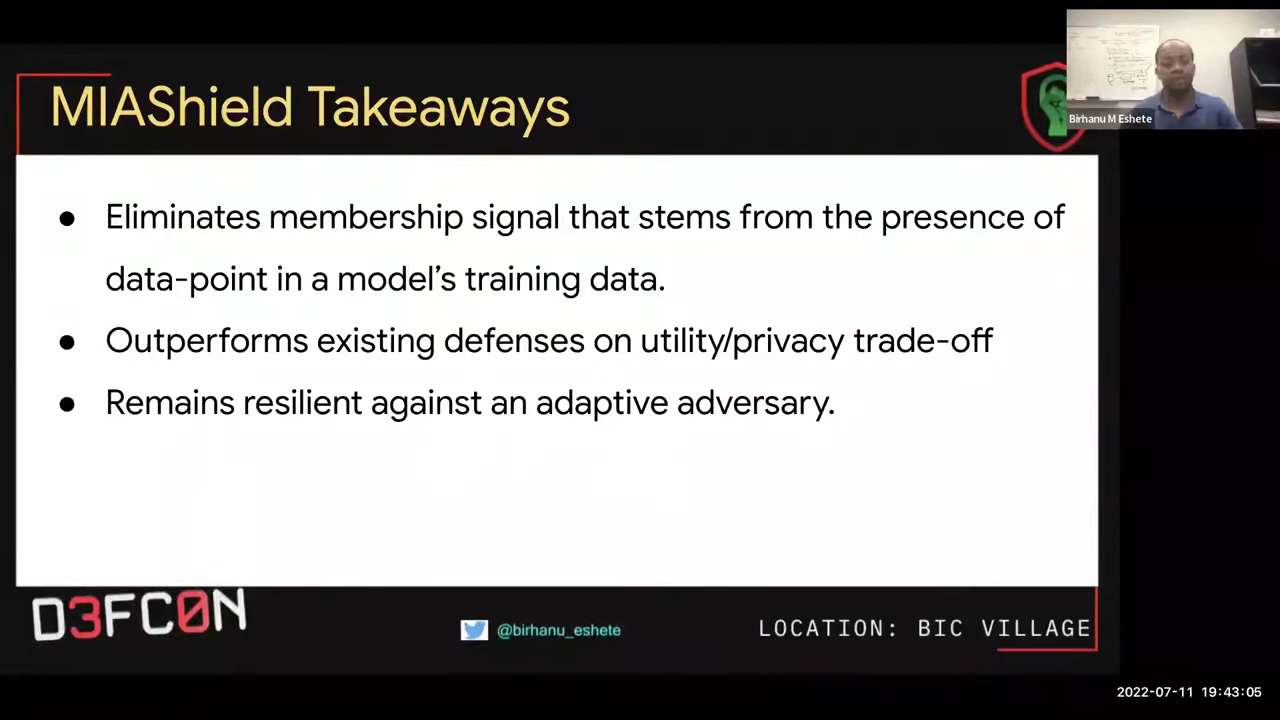 MIAShield Takeaways
Birhanu M Eshete
● Eliminates membership signal that stems from the presence of
data-point in a model's training data.
● Outperforms existing defenses on utility/privacy trade-off
● Remains resilient against an adaptive adversary.
D3FC0N
@birhanu_eshete
LOCATION: BIC VILLAGE
2022-07-11 19:43:05